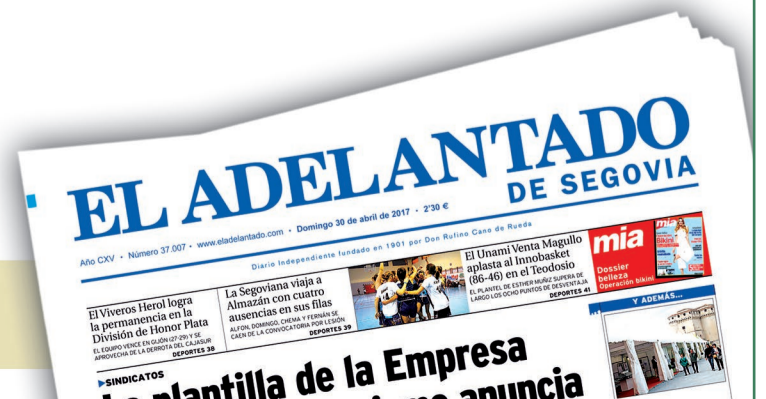 EL ADELANTADO
DE SEGOVIA
Año CXV · Número 37.007 · www.eladelantado.com · Domingo 30 de abril de 2017 · 2'30 €
Diario Independiente fundado en 1901 por Don Rufino Cano de Rueda
El Viveros Herol logra
la permanencia en la
División de Honor Plata
EL EQUIPO VENCE EN GIJÓN (27-29) Y SE
APROVECHA DE LA DERROTA DEL CAJASUR
DEPORTES 38
La Segoviana viaja a
Almazán con cuatro
ausencias en sus filas
ALFON, DOMINGO, CHEMA Y FERNÁN SE
CAEN DE LA CONVOCATORIA POR LESIÓN
DEPORTES 39
El Unami Venta Magullo
aplasta al Innobasket
(86-46) en el Teodosio
EL PLANTEL DE ESTHER MUÑIZ SUPERA DE
LARGO LOS OCHO PUNTOS DE DESVENTAJA
DEPORTES 41
mia
Dossier
belleza
Operación bikini
mia
Bikini
Y ADEMÁS...
▶SINDICATOS
La plantilla de la Empresa
anuncia